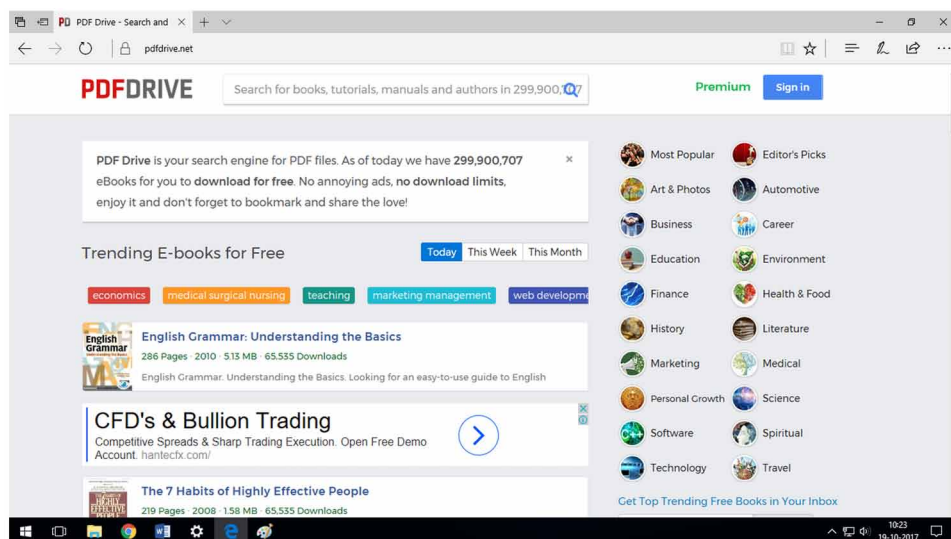 PDF Drive - Search and
pdfdrive.net
PDFDRIVE
Search for books, tutorials, manuals and authors in 299,900,707
Premium
Sign in
PDF Drive is your search engine for PDF files. As of today we have 299,900,707
eBooks for you to download for free. No annoying ads, no download limits,
enjoy it and don't forget to bookmark and share the love!
Trending E-books for Free
Today This Week This Month
economics medical surgical nursing teaching marketing management web developme
English Grammar: Understanding the Basics
286 Pages · 2010 · 5.13 MB · 65.535 Downloads
English Grammar. Understanding the Basics. Looking for an easy-to-use guide to English
English
Grammar
CFD's & Bullion Trading
Competitive Spreads & Sharp Trading Execution. Open Free Demo
Account. hantecfx.com/
The 7 Habits of Highly Effective People
219 Pages · 2008 · 1.58 MB · 65.535 Downloads
HIGHLY
EFFECTIVE
PEOPLE
Most Popular Editor's Picks
Art & Photos Automotive
Business Career
Education Environment
Finance Health & Food
History Literature
Marketing Medical
Personal Growth Science
Software Spiritual
Technology Travel
Get Top Trending Free Books in Your Inbox
10:23
19-10-2017